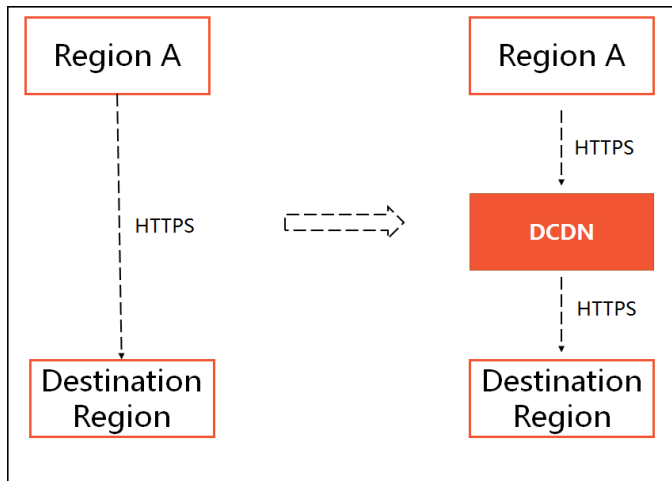 Region A
HTTPS
Destination
Region
Region A
HTTPS
DCDN
HTTPS
Destination
Region